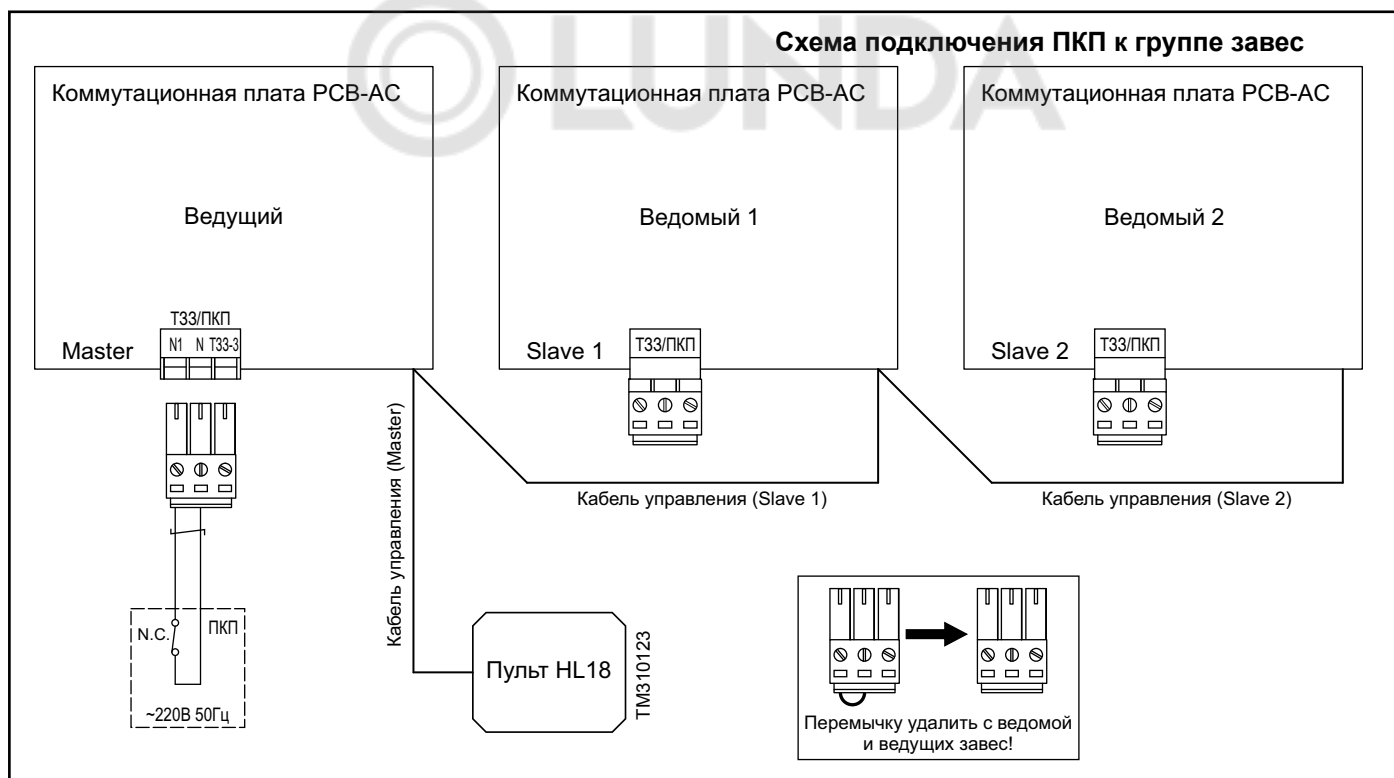 LUNDA
Схема подключения ПКП к группе завес
Коммутационная плата PCB-AC
Ведущий
ТЗЗ/ПКП
N1 N ТЗЗ-3
Master
Коммутационная плата PCB-AC
Ведомый 1
Slave 1
ТЗЗ/ПКП
Коммутационная плата PCB-AC
Ведомый 2
Slave 2
ТЗЗ/ПКП
Кабель управления (Master)
Кабель управления (Slave 1)
Кабель управления (Slave 2)
N.C.
ПКП
~220В 50Гц
Пульт HL18
TM310123
Перемычку удалить с ведомой
и ведущих завес!